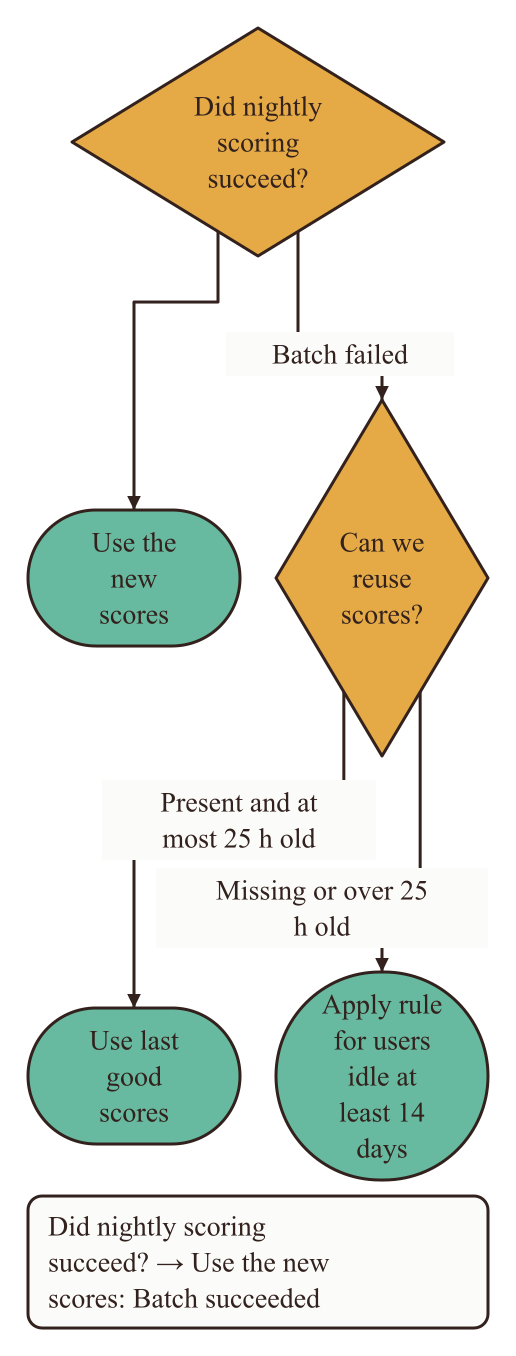 Did nightly
scoring
succeed?
Batch failed
Use the
new
scores
Can we
reuse
scores?
Present and at
most 25 h old
Missing or over 25
h old
Use last
good
scores
Apply rule
for users
idle at
least 14
days
Did nightly scoring
succeed? → Use the new
scores: Batch succeeded